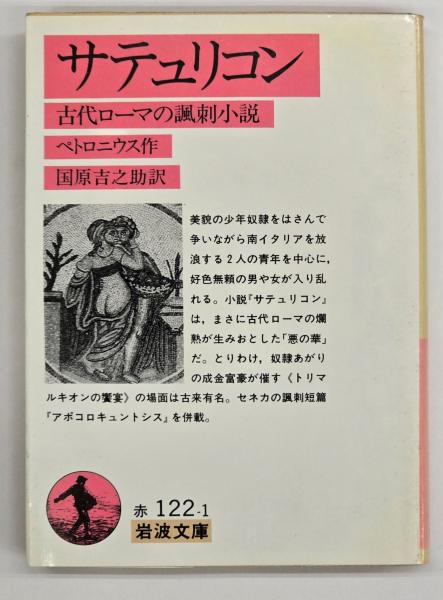 サテュリコン
古代ローマの諷刺小説
ペトロニウス作
国原吉之助訳
美貌の少年奴隷をはさんで
争いながら南イタリアを放
浪する2人の青年を中心に,
好色無頼の男や女が入り乱
れる。小説『サテュリコン』
は，まさに古代ローマの爛
熟が生みおとした「悪の華」
だ。とりわけ，奴隷あがり
の成金富豪が催す《トリマ
ルキオンの饗宴》の場面は古来有名。セネカの諷刺短篇
『アポコロキュントシス』を併載。
赤 122-1
岩波文庫